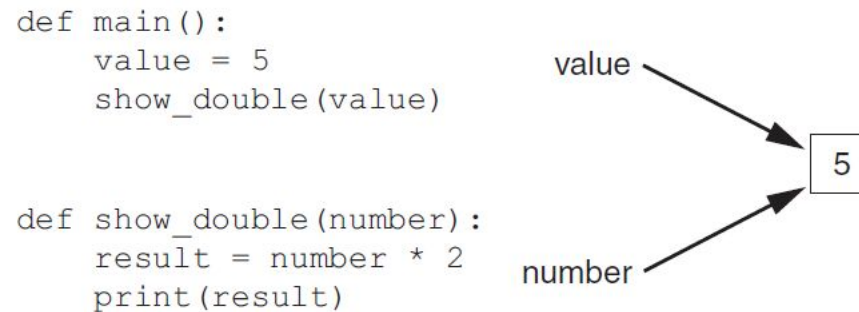 def main():
    value = 5
    show_double(value)
def show_double(number):
    result = number * 2
    print(result)
value
5
number